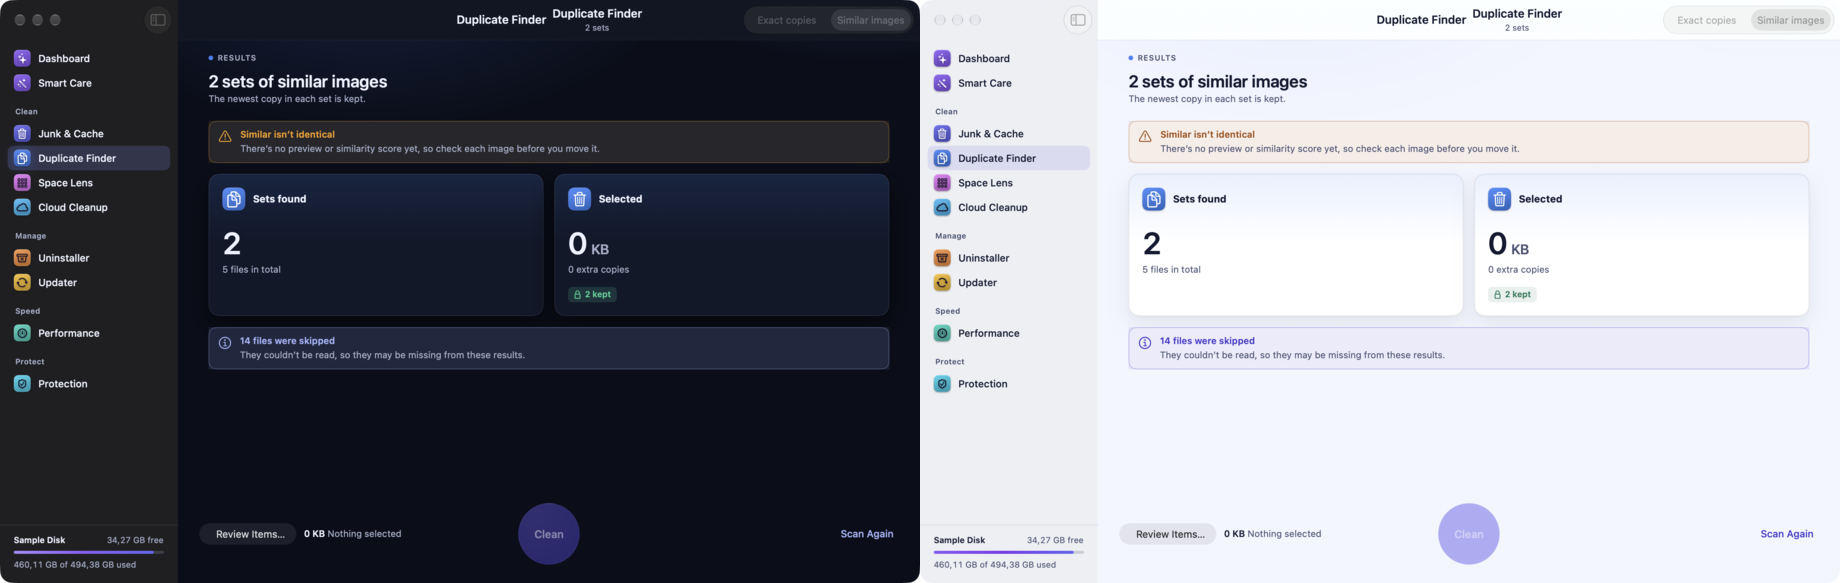 Dashboard
Smart Care
Clean
Junk & Cache
Duplicate Finder
Space Lens
Cloud Cleanup
Manage
Uninstaller
Updater
Speed
Performance
Protect
Protection
Sample Disk 34,27 GB free
460,11 of 494,38 GB used
Duplicate Finder
Duplicate Finder
2 sets
Exact copies Similar images
RESULTS
2 sets of similar images
The newest copy in each set is kept.
Similar isn't identical
There's no preview or similarity score yet, so check each image before you move it.
Sets found
2
5 files in total
Selected
0 KB
0 extra copies
2 kept
14 files were skipped
They couldn't be read, so they may be missing from these results.
Review Items... 0 KB Nothing selected
Clean
Scan Again
Dashboard
Smart Care
Clean
Junk & Cache
Duplicate Finder
Space Lens
Cloud Cleanup
Manage
Uninstaller
Updater
Speed
Performance
Protect
Protection
Sample Disk 34,27 GB free
460,11 of 494,38 GB used
Duplicate Finder
Duplicate Finder
2 sets
Exact copies Similar images
RESULTS
2 sets of similar images
The newest copy in each set is kept.
Similar isn't identical
There's no preview or similarity score yet, so check each image before you move it.
Sets found
2
5 files in total
Selected
0 KB
0 extra copies
2 kept
14 files were skipped
They couldn't be read, so they may be missing from these results.
Review Items... 0 KB Nothing selected
Clean
Scan Again